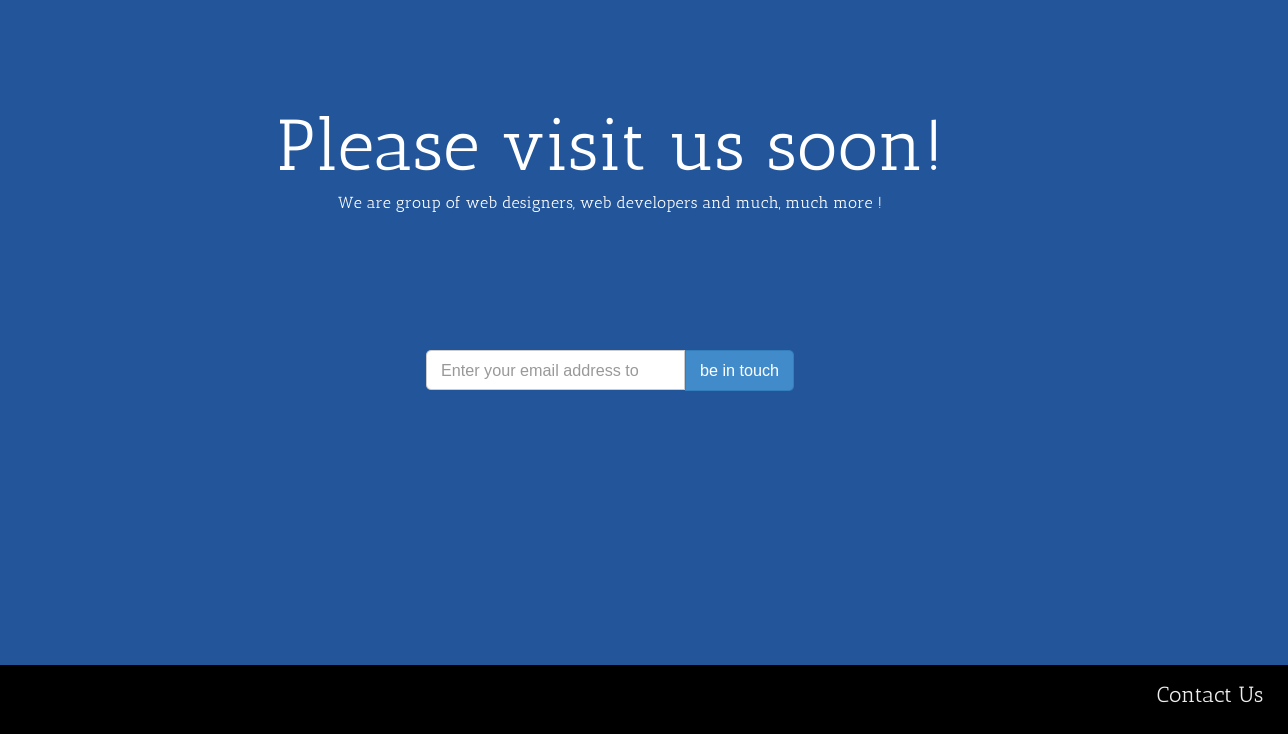 Please visit us soon!
We are group of web designers, web developers and much, much more !
Enter your email address to be in touch
Contact Us